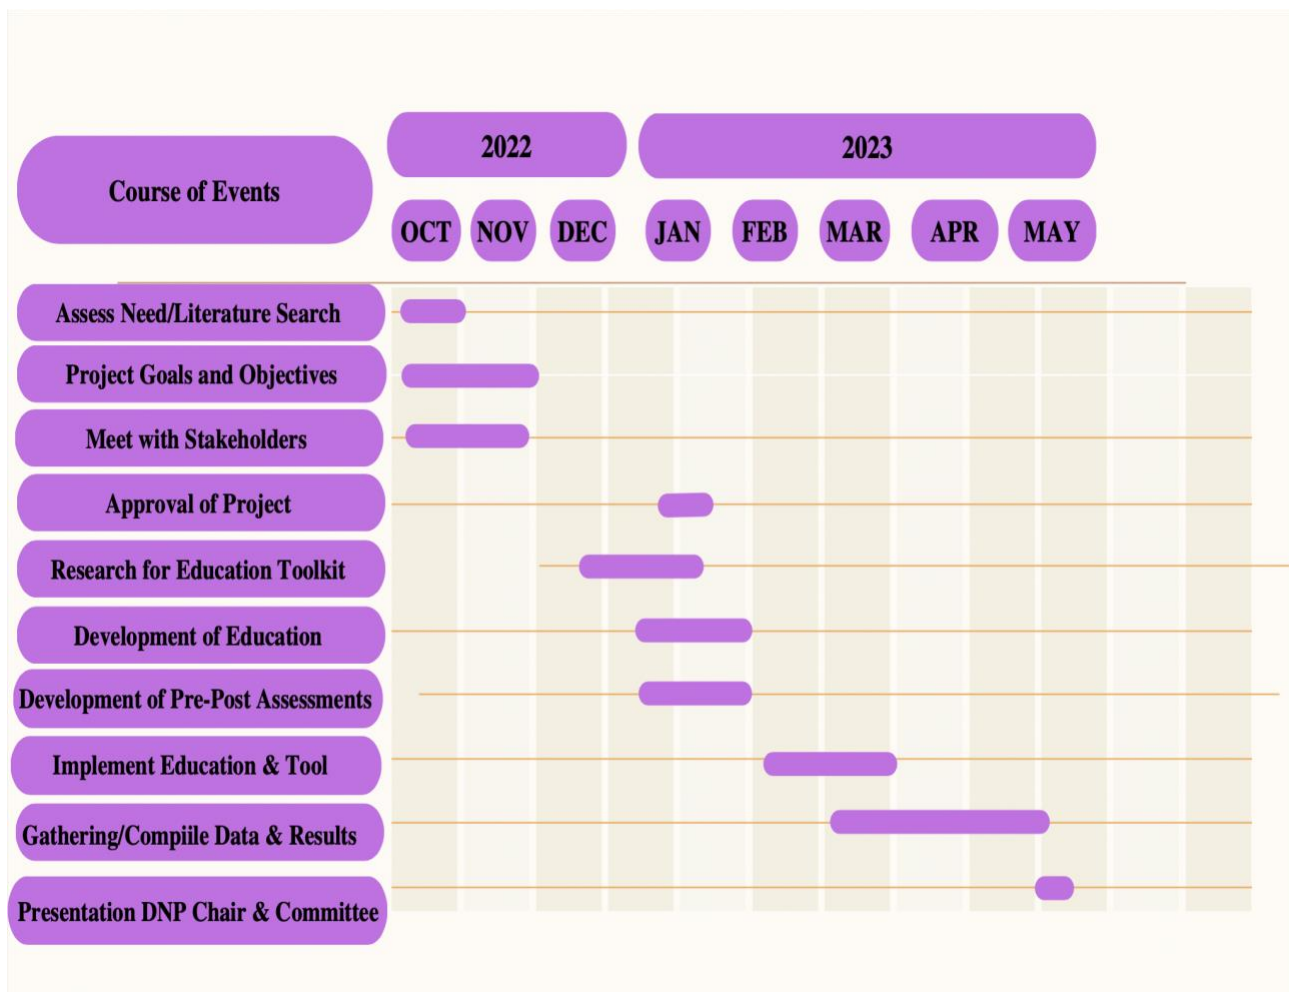 Course of Events
2022
2023
OCT NOV DEC JAN FEB MAR APR MAY
Assess Need/Literature Search
Project Goals and Objectives
Meet with Stakeholders
Approval of Project
Research for Education Toolkit
Development of Education
Development of Pre-Post Assessments
Implement Education & Tool
Gathering/Compiile Data & Results
Presentation DNP Chair & Committee